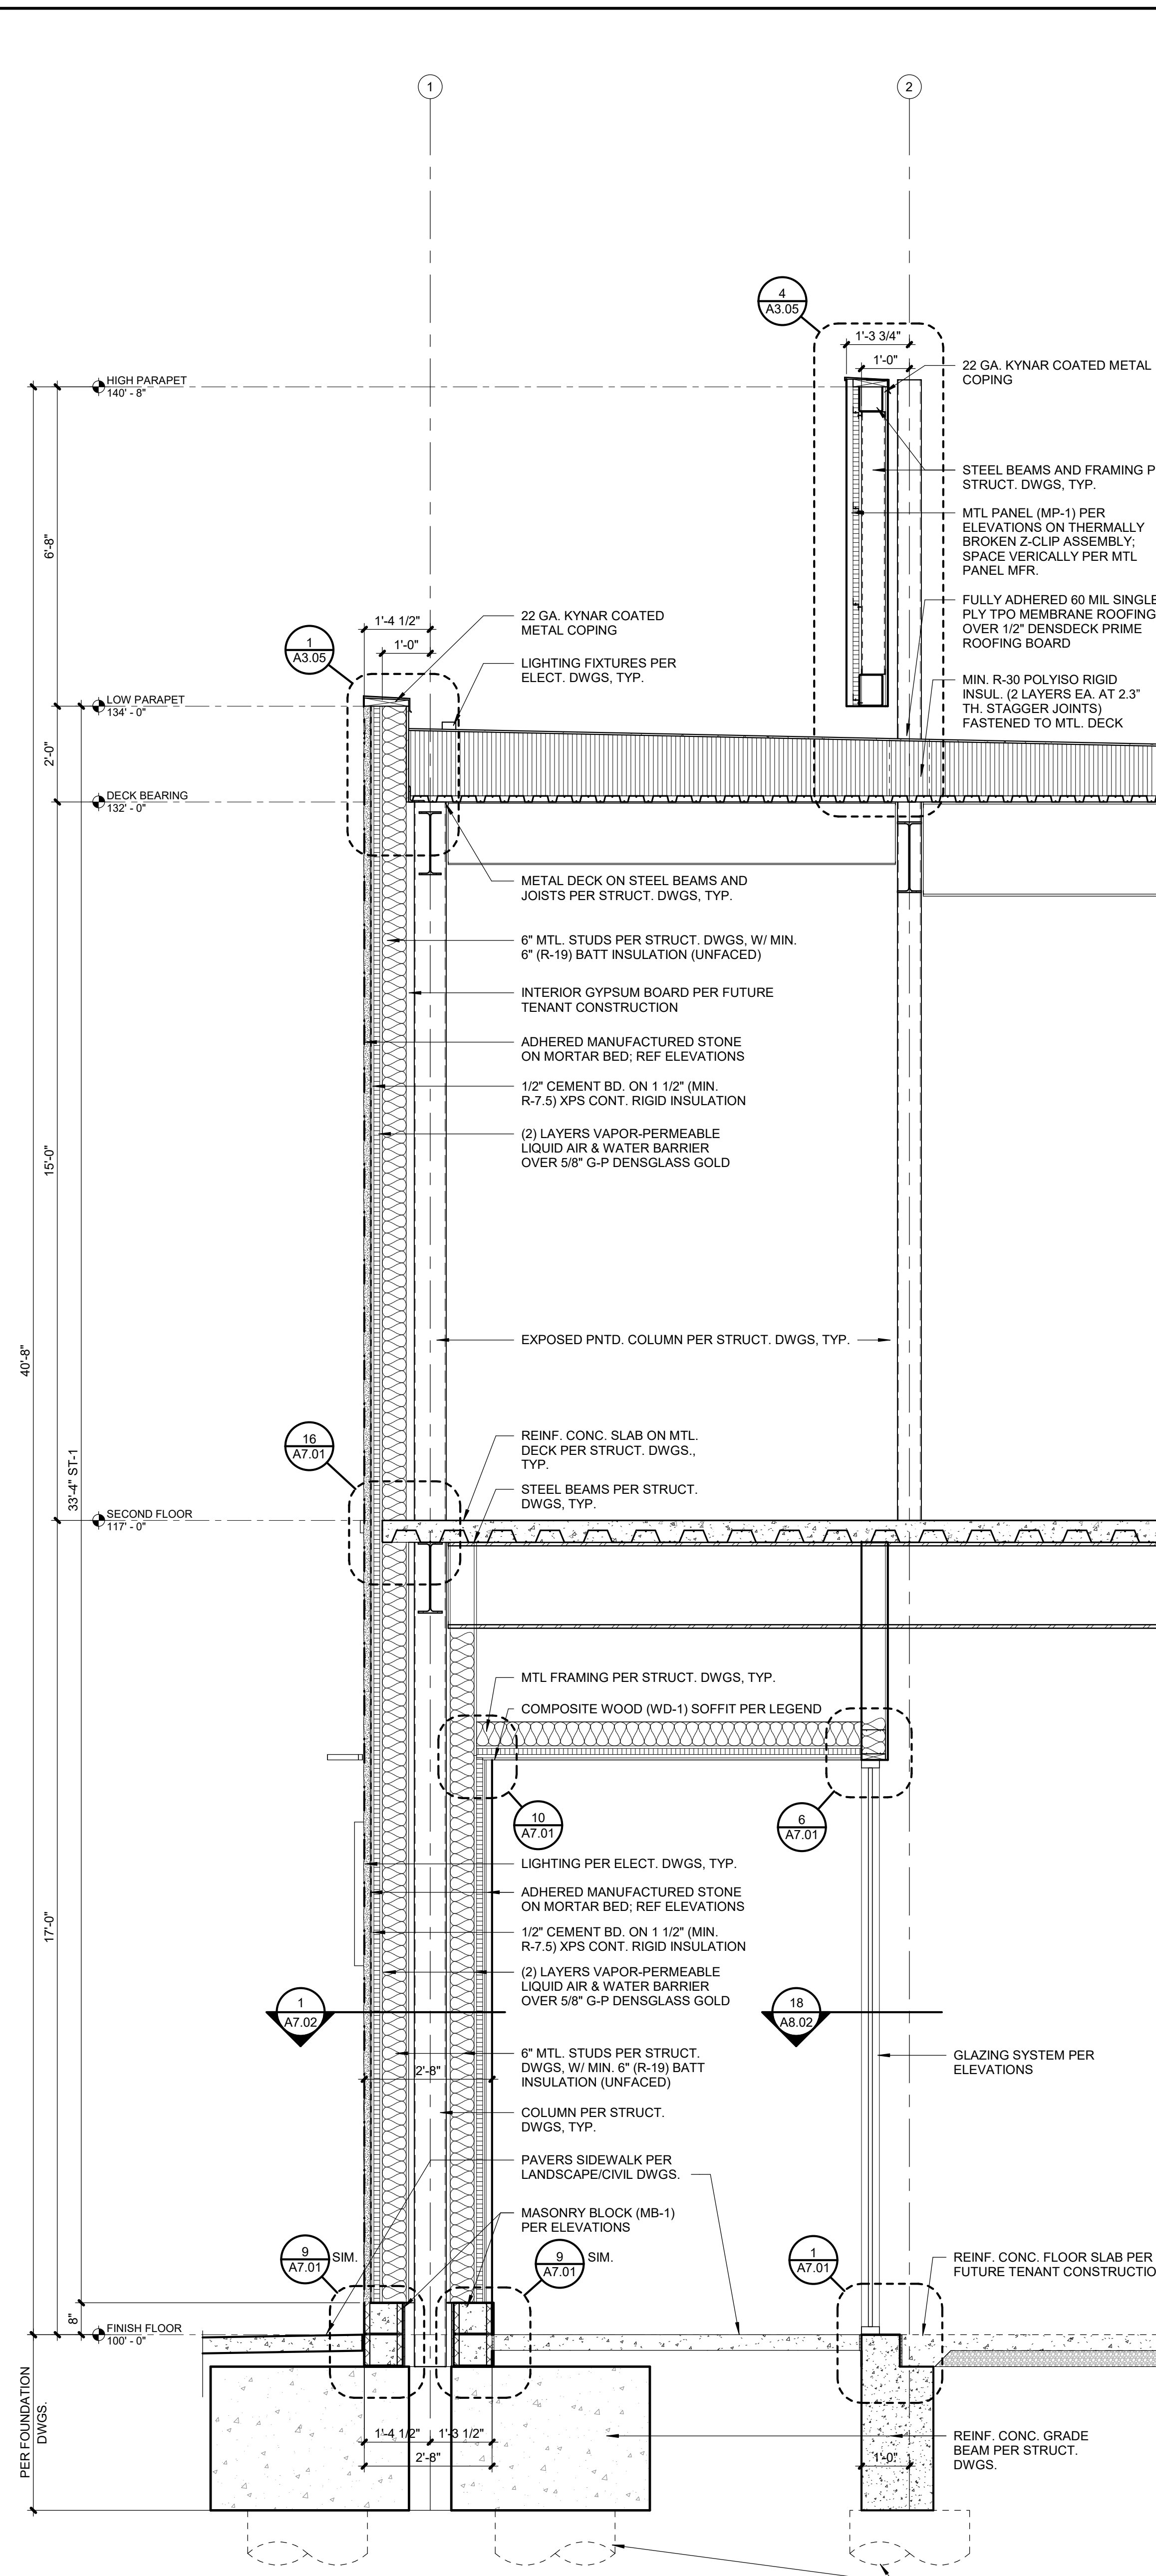 1
2
4
A3.05
1'-3 3/4"
1'-0"
22 GA. KYNAR COATED METAL
COPING
HIGH PARAPET
140' - 8"
STEEL BEAMS AND FRAMING P
STRUCT. DWGS, TYP.
MTL PANEL (MP-1) PER
ELEVATIONS ON THERMALLY
BROKEN Z-CLIP ASSEMBLY;
SPACE VERICALLY PER MTL
PANEL MFR.
6'-8"
FULLY ADHERED 60 MIL SINGLE
PLY TPO MEMBRANE ROOFING
OVER 1/2" DENSDECK PRIME
ROOFING BOARD
1'-4 1/2"
1'-0"
22 GA. KYNAR COATED
METAL COPING
1
A3.05
LIGHTING FIXTURES PER
ELECT. DWGS, TYP.
MIN. R-30 POLYISO RIGID
INSUL. (2 LAYERS EA. AT 2.3"
TH. STAGGER JOINTS)
FASTENED TO MTL. DECK
LOW PARAPET
134' - 0"
2'-0"
DECK BEARING
132' - 0"
METAL DECK ON STEEL BEAMS AND
JOISTS PER STRUCT. DWGS, TYP.
6" MTL. STUDS PER STRUCT. DWGS, W/ MIN.
6" (R-19) BATT INSULATION (UNFACED)
INTERIOR GYPSUM BOARD PER FUTURE
TENANT CONSTRUCTION
ADHERED MANUFACTURED STONE
ON MORTAR BED; REF ELEVATIONS
1/2" CEMENT BD. ON 1 1/2" (MIN.
R-7.5) XPS CONT. RIGID INSULATION
(2) LAYERS VAPOR-PERMEABLE
LIQUID AIR & WATER BARRIER
OVER 5/8" G-P DENSGLASS GOLD
15'-0"
EXPOSED PNTD. COLUMN PER STRUCT. DWGS, TYP.
40'-8"
33'-4" ST-1
16
A7.01
REINF. CONC. SLAB ON MTL.
DECK PER STRUCT. DWGS.,
TYP.
STEEL BEAMS PER STRUCT.
DWGS, TYP.
SECOND FLOOR
117' - 0"
MTL FRAMING PER STRUCT. DWGS, TYP.
COMPOSITE WOOD (WD-1) SOFFIT PER LEGEND
10
A7.01
6
A7.01
LIGHTING PER ELECT. DWGS, TYP.
ADHERED MANUFACTURED STONE
ON MORTAR BED; REF ELEVATIONS
1/2" CEMENT BD. ON 1 1/2" (MIN.
R-7.5) XPS CONT. RIGID INSULATION
17'-0"
(2) LAYERS VAPOR-PERMEABLE
LIQUID AIR & WATER BARRIER
OVER 5/8" G-P DENSGLASS GOLD
1
A7.02
18
A8.02
6" MTL. STUDS PER STRUCT.
DWGS, W/ MIN. 6" (R-19) BATT
INSULATION (UNFACED)
2'-8"
GLAZING SYSTEM PER
ELEVATIONS
COLUMN PER STRUCT.
DWGS, TYP.
PAVERS SIDEWALK PER
LANDSCAPE/CIVIL DWGS.
MASONRY BLOCK (MB-1)
PER ELEVATIONS
9
A7.01
SIM.
9
A7.01
SIM.
1
A7.01
REINF. CONC. FLOOR SLAB PER
FUTURE TENANT CONSTRUCTIO
8"
FINISH FLOOR
100' - 0"
PER FOUNDATION
DWGS.
1'-4 1/2"
1'-3 1/2"
2'-8"
1'-0"
REINF. CONC. GRADE
BEAM PER STRUCT.
DWGS.